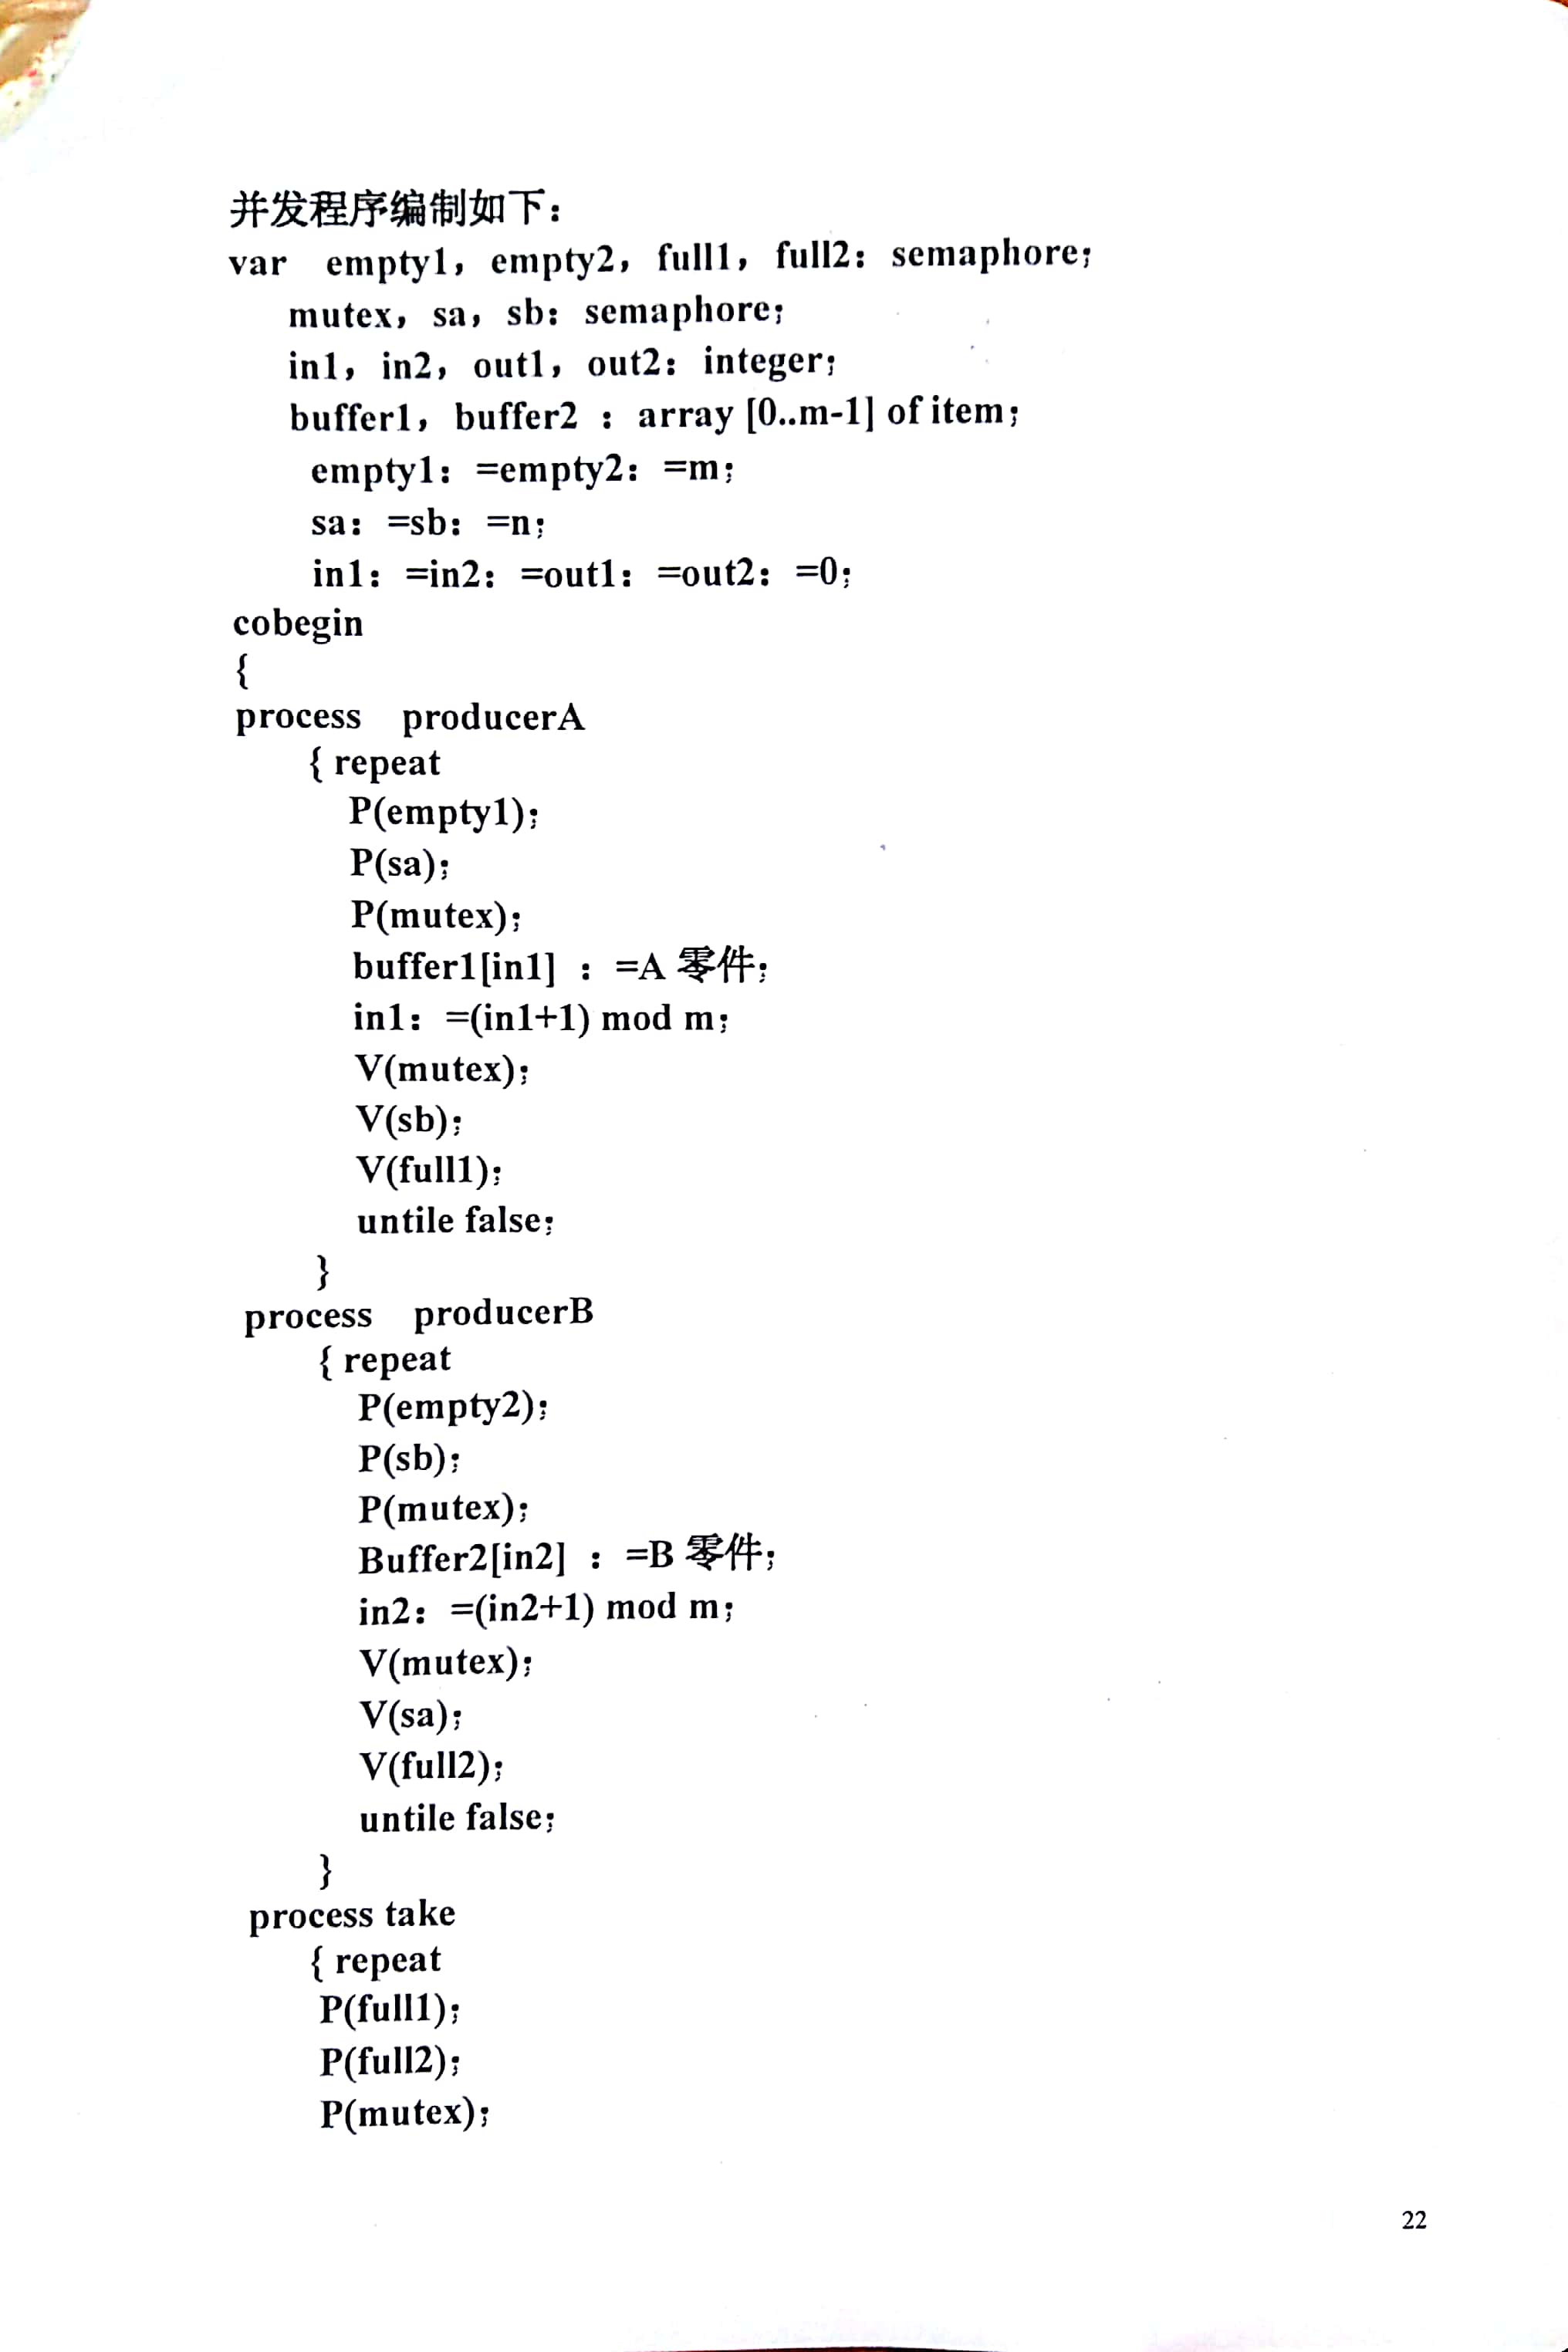 并发程序编制如下：
var empty1，empty2，full1，full2：semaphore；
mutex，sa，sb：semaphore；
in1，in2，out1，out2：integer；
buffer1，buffer2 ：array [0..m-1] of item；
empty1：=empty2：=m；
sa：=sb：=n；
in1：=in2：=out1：=out2：=0；
cobegin
{
process producerA
{ repeat
P(empty1)；
P(sa)；
P(mutex)；
buffer1[in1] ：=A 零件；
in1：=(in1+1) mod m；
V(mutex)；
V(sb)；
V(full1)；
untile false；
}
process producerB
{ repeat
P(empty2)；
P(sb)；
P(mutex)；
Buffer2[in2] ：=B 零件；
in2：=(in2+1) mod m；
V(mutex)；
V(sa)；
V(full2)；
untile false；
}
process take
{ repeat
P(full1)；
P(full2)；
P(mutex)；
22